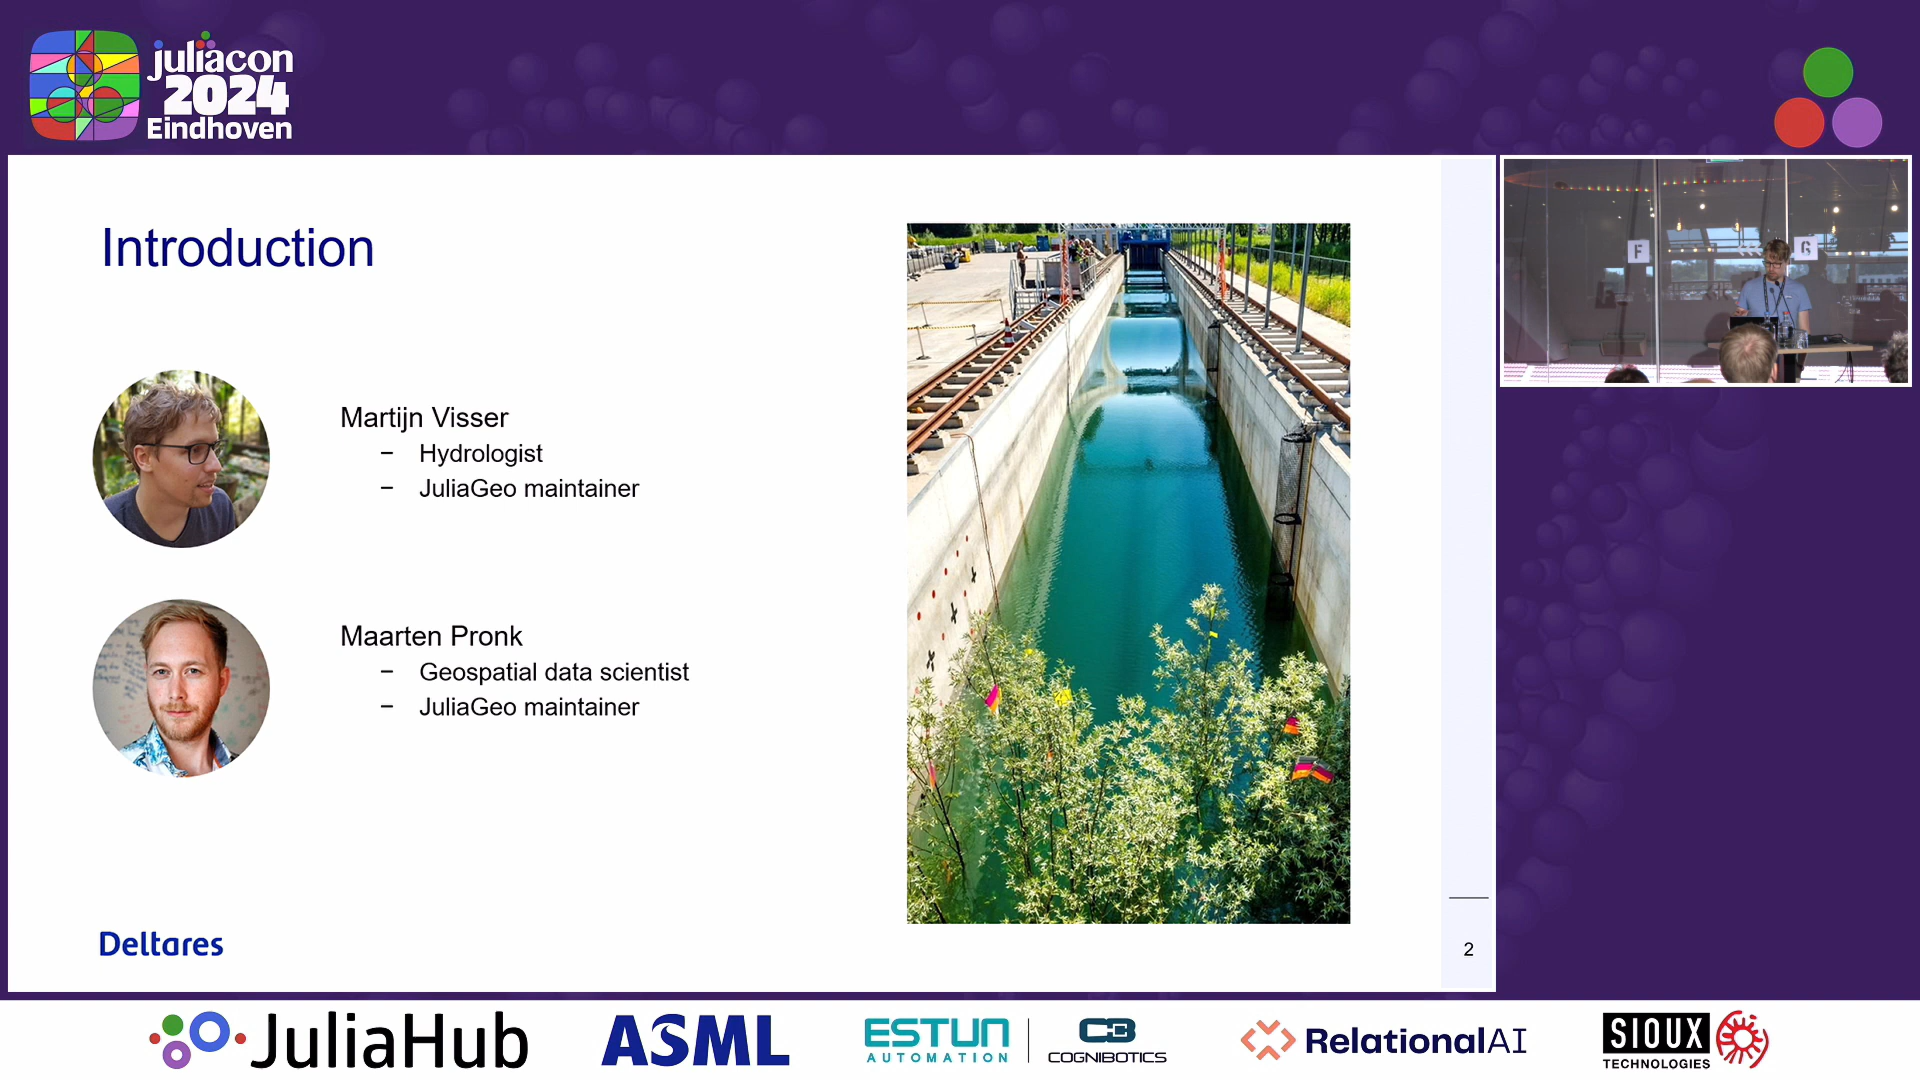 juliacon
2024
Eindhoven
Introduction
Martijn Visser
− Hydrologist
− JuliaGeo maintainer
Maarten Pronk
− Geospatial data scientist
− JuliaGeo maintainer
Deltares
2
F
G
JuliaHub
ASML
ESTUN
AUTOMATION
COGNIBOTICS
RelationalAI
SIOUX
TECHNOLOGIES